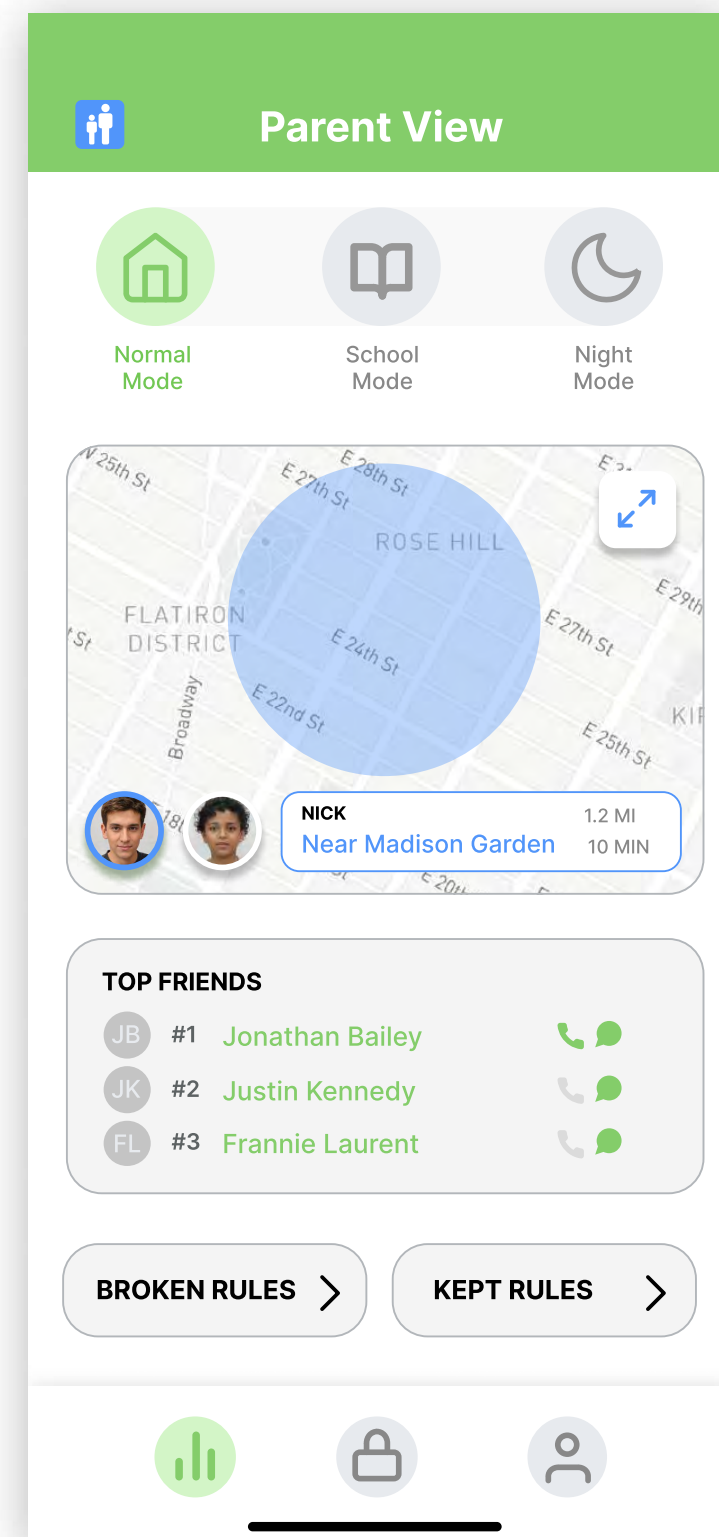 Parent View
Normal
Mode
School
Mode
Night
Mode
25th St
E 27th St
E 28th St
ROSE HILL
E 29th
FLATIRON
DISTRICT
St
E 24th St
E 27th St
E 22nd St
Broadway
E 25th St
NICK
1.2 MI
Near Madison Garden
10 MIN
TOP FRIENDS
JB #1 Jonathan Bailey
JK #2 Justin Kennedy
FL #3 Frannie Laurent
BROKEN RULES
KEPT RULES